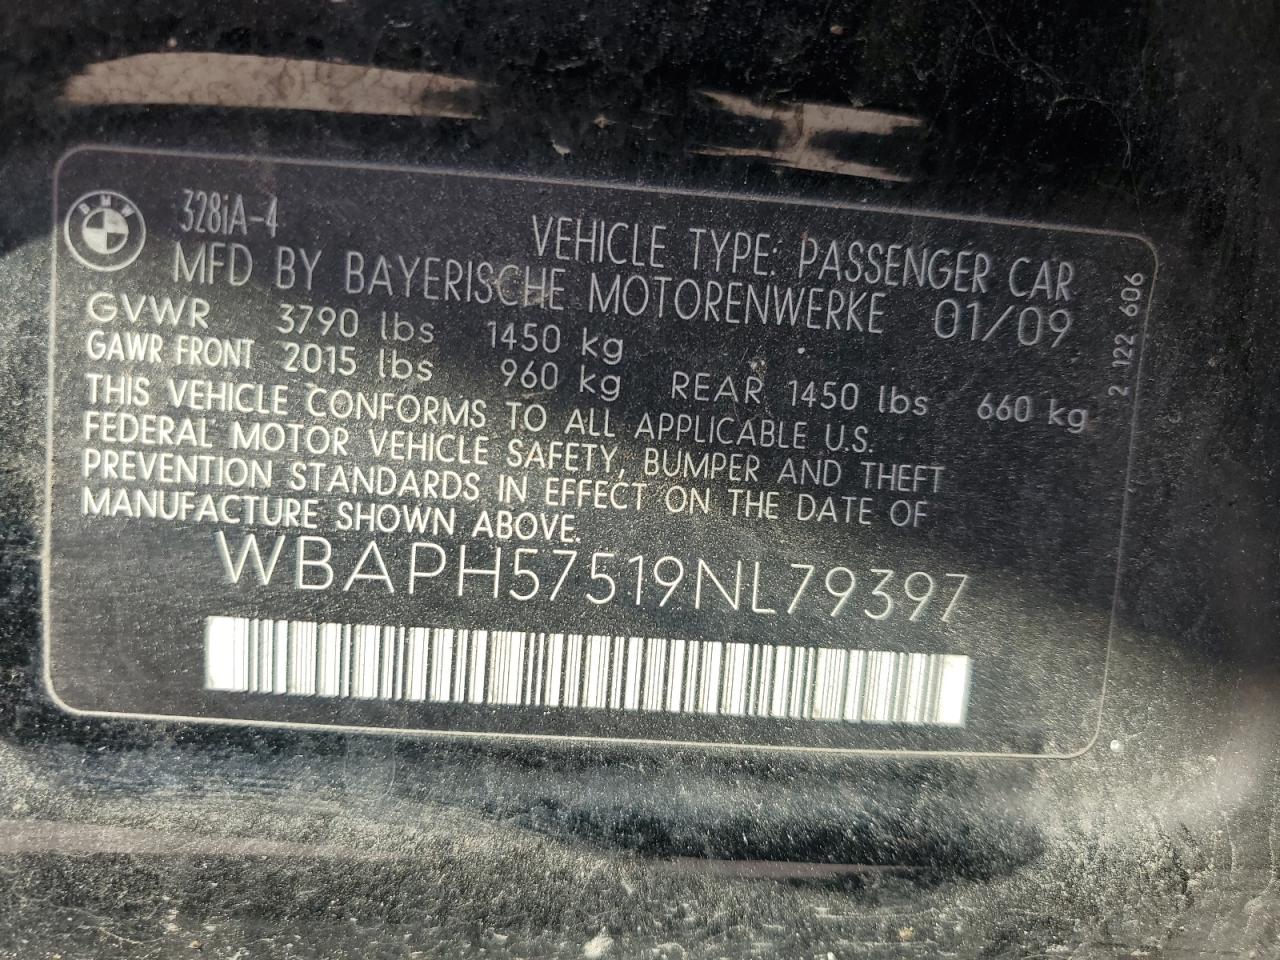 BMW
328iA-4
VEHICLE TYPE: PASSENGER CAR
MFD BY BAYERISCHE MOTORENWERKE 01/09
GVWR 3790 lbs 1450 kg
GAWR FRONT 2015 lbs 960 kg REAR 1450 lbs 660 kg
THIS VEHICLE CONFORMS TO ALL APPLICABLE U.S.
FEDERAL MOTOR VEHICLE SAFETY, BUMPER AND THEFT
PREVENTION STANDARDS IN EFFECT ON THE DATE OF
MANUFACTURE SHOWN ABOVE.
WBAPH57519NL79397
2 122 606